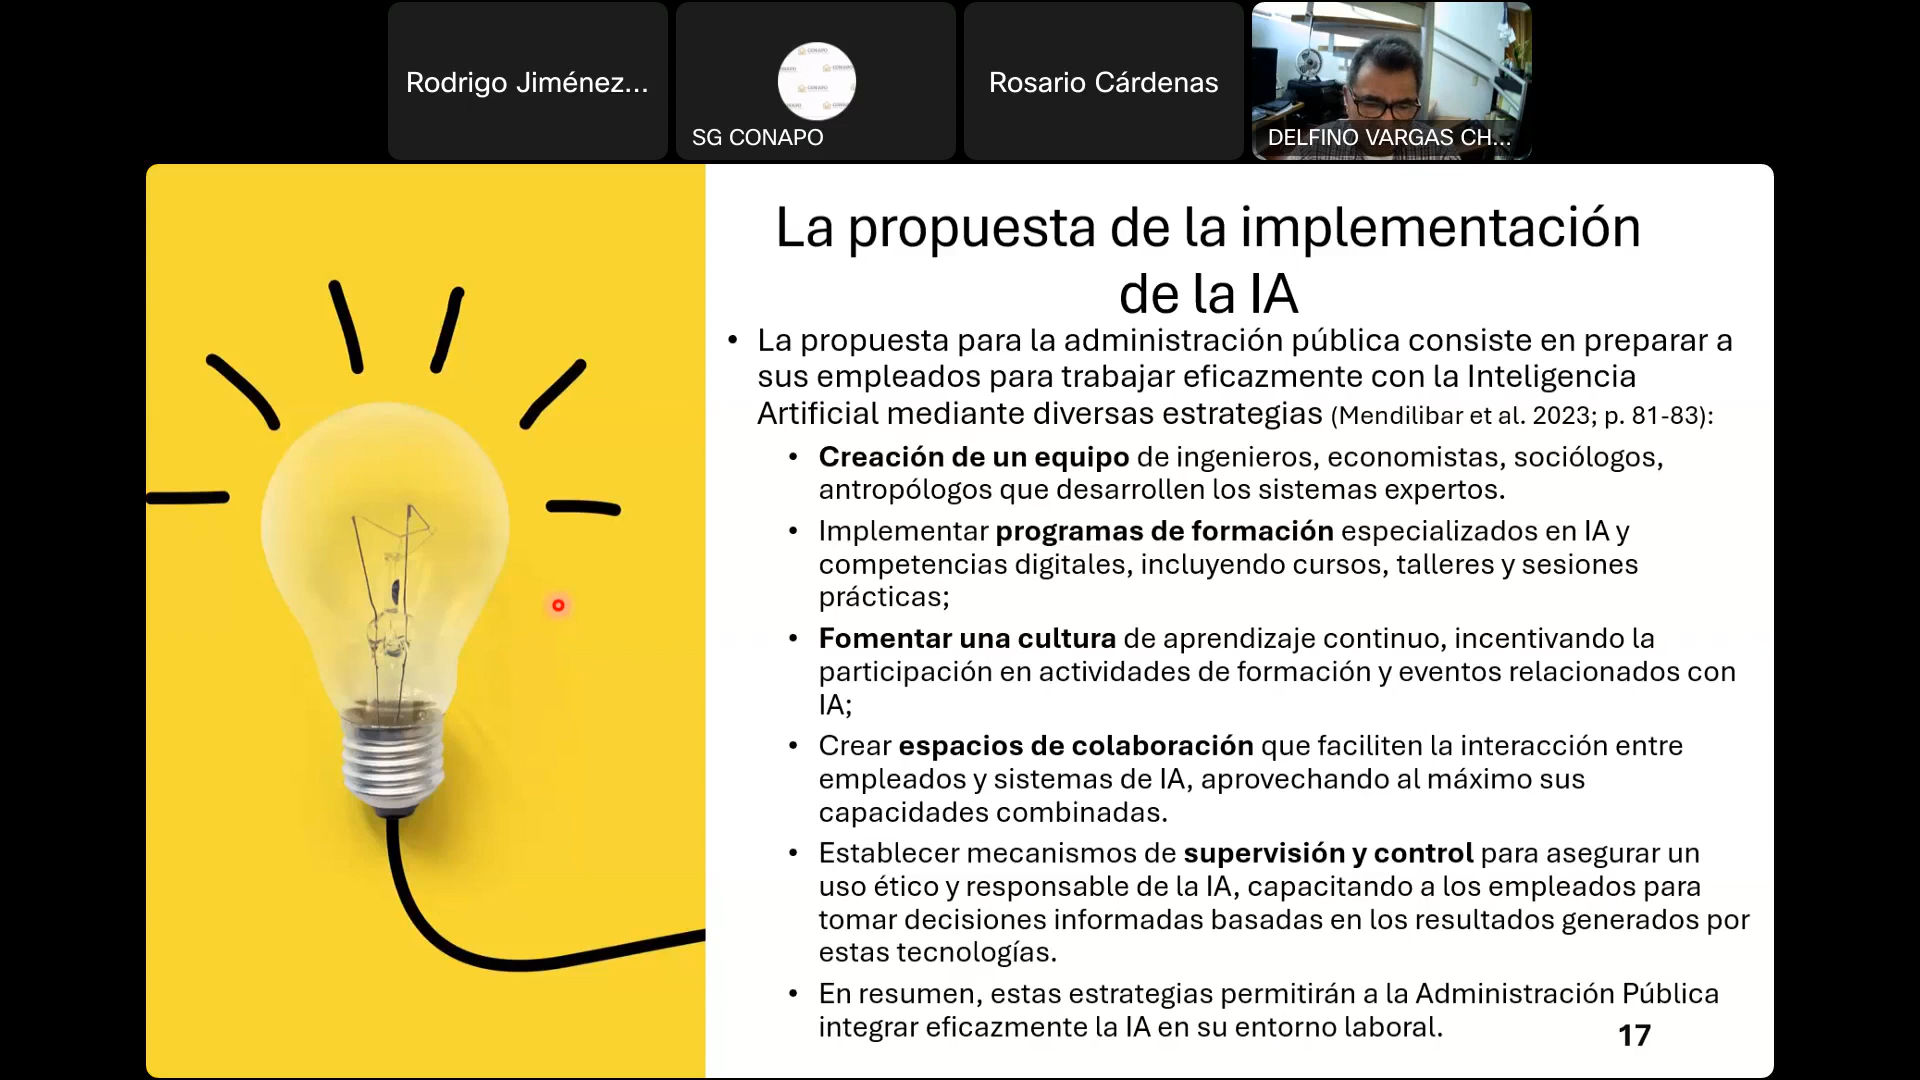 Rodrigo Jiménez...
SG CONAPO
Rosario Cárdenas
DELFINO VARGAS CH...
La propuesta de la implementación
de la IA
• La propuesta para la administración pública consiste en preparar a
sus empleados para trabajar eficazmente con la Inteligencia
Artificial mediante diversas estrategias (Mendilibar et al. 2023; p. 81-83):
• Creación de un equipo de ingenieros, economistas, sociólogos,
antropólogos que desarrollen los sistemas expertos.
• Implementar programas de formación especializados en IA y
competencias digitales, incluyendo cursos, talleres y sesiones
prácticas;
• Fomentar una cultura de aprendizaje continuo, incentivando la
participación en actividades de formación y eventos relacionados con
IA;
• Crear espacios de colaboración que faciliten la interacción entre
empleados y sistemas de IA, aprovechando al máximo sus
capacidades combinadas.
• Establecer mecanismos de supervisión y control para asegurar un
uso ético y responsable de la IA, capacitando a los empleados para
tomar decisiones informadas basadas en los resultados generados por
estas tecnologías.
• En resumen, estas estrategias permitirán a la Administración Pública
integrar eficazmente la IA en su entorno laboral.
17